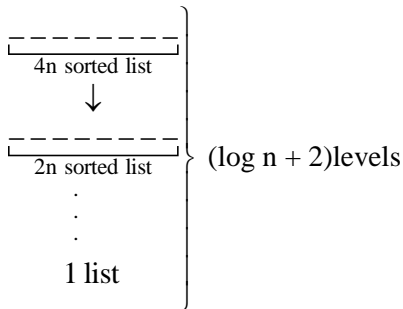 4n sorted list
2n sorted list
(log n + 2)levels
1 list